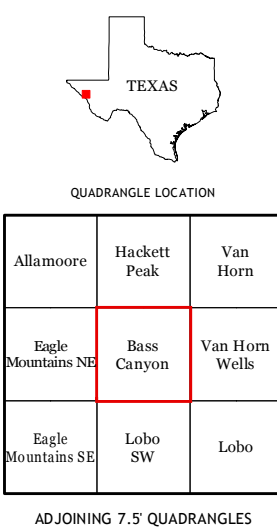 TEXAS
QUADRANGLE LOCATION
Allamoore
Hackett
Peak
Van
Horn
Eagle
Mountains NE
Bass
Canyon
Van Horn
Wells
Eagle
Mountains SE
Lobo
SW
Lobo
ADJOINING 7.5' QUADRANGLES